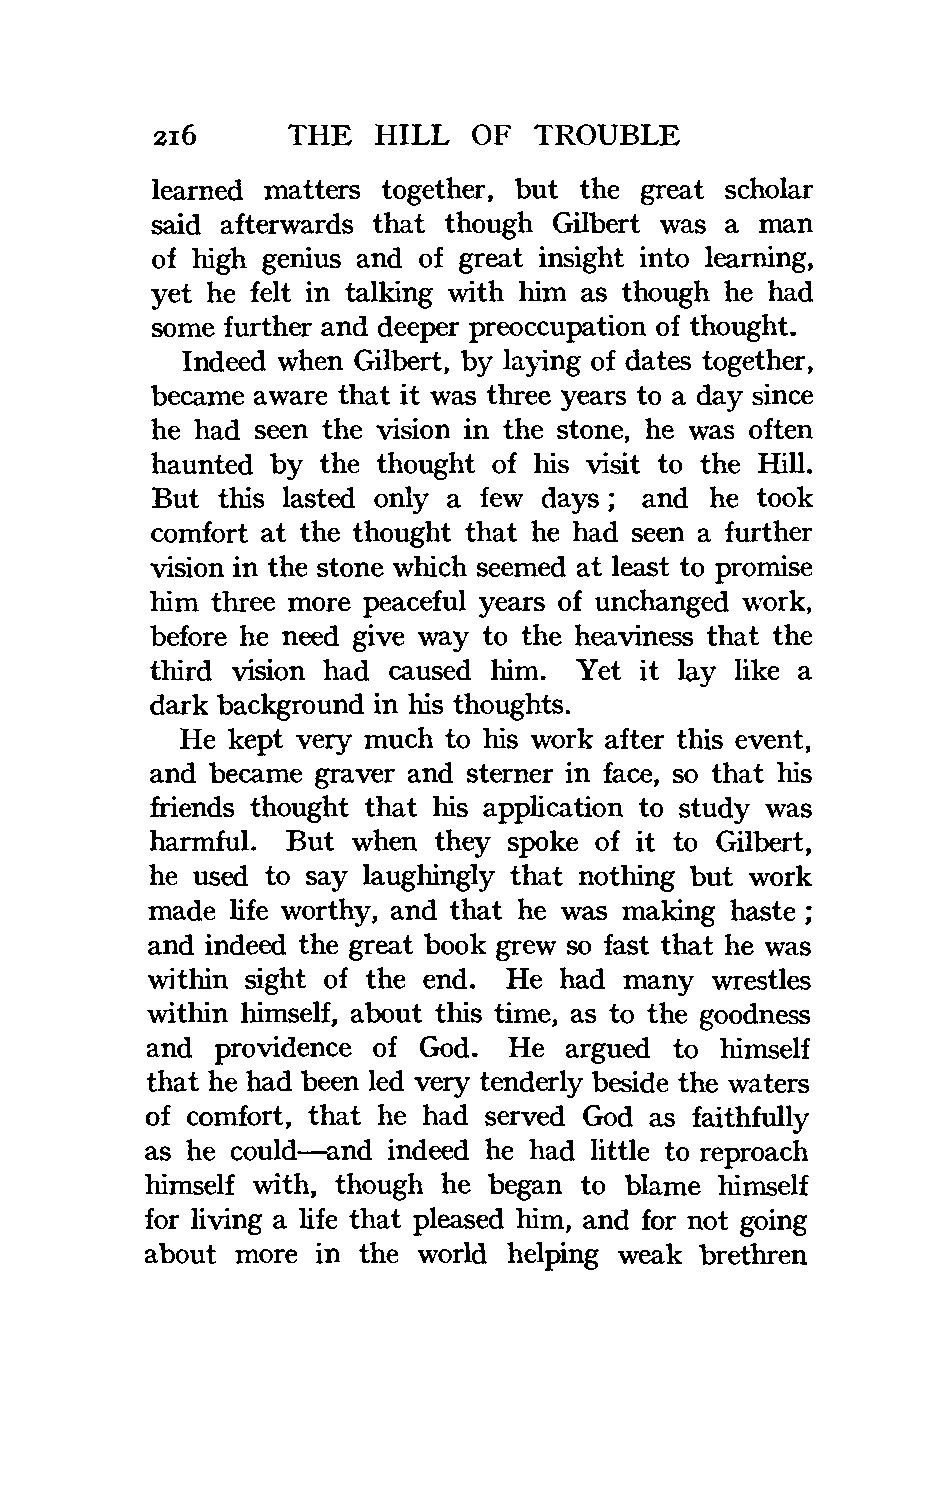 216 THE HILL OF TROUBLE
learned matters together, but the great scholar
said afterwards that though Gilbert was a man
of high genius and of great insight into learning,
yet he felt in talking with him as though he had
some further and deeper preoccupation of thought.
Indeed when Gilbert, by laying of dates together,
became aware that it was three years to a day since
he had seen the vision in the stone, he was often
haunted by the thought of his visit to the Hill.
But this lasted only a few days ; and he took
comfort at the thought that he had seen a further
vision in the stone which seemed at least to promise
him three more peaceful years of unchanged work,
before he need give way to the heaviness that the
third vision had caused him. Yet it lay like a
dark background in his thoughts.
He kept very much to his work after this event,
and became graver and sterner in face, so that his
friends thought that his application to study was
harmful. But when they spoke of it to Gilbert,
he used to say laughingly that nothing but work
made life worthy, and that he was making haste ;
and indeed the great book grew so fast that he was
within sight of the end. He had many wrestles
within himself, about this time, as to the goodness
and providence of God. He argued to himself
that he had been led very tenderly beside the waters
of comfort, that he had served God as faithfully
as he could—and indeed he had little to reproach
himself with, though he began to blame himself
for living a life that pleased him, and for not going
about more in the world helping weak brethren